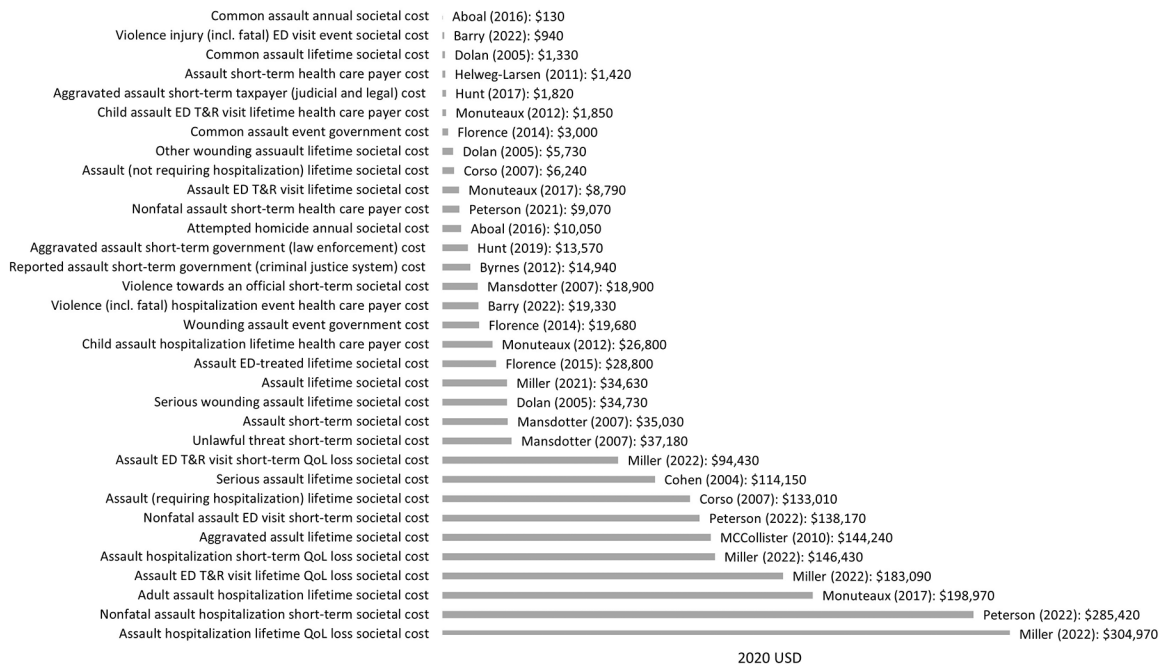 Common assault annual societal cost Aboal (2016): $130
Violence injury (incl. fatal) ED visit event societal cost Barry (2022): $940
Common assault lifetime societal cost Dolan (2005): $1,330
Assault short-term health care payer cost Helweg-Larsen (2011): $1,420
Aggravated assault short-term taxpayer (judicial and legal) cost Hunt (2017): $1,820
Child assault ED T&R visit lifetime health care payer cost Monuteaux (2012): $1,850
Common assault event government cost Florence (2014): $3,000
Other wounding assuault lifetime societal cost Dolan (2005): $5,730
Assault (not requiring hospitalization) lifetime societal cost Corso (2007): $6,240
Assault ED T&R visit lifetime societal cost Monuteaux (2017): $8,790
Nonfatal assault short-term health care payer cost Peterson (2021): $9,070
Attempted homicide annual societal cost Aboal (2016): $10,050
Aggravated assault short-term government (law enforcement) cost Hunt (2019): $13,570
Reported assault short-term government (criminal justice system) cost Byrnes (2012): $14,940
Violence towards an official short-term societal cost Mansdotter (2007): $18,900
Violence (incl. fatal) hospitalization event health care payer cost Barry (2022): $19,330
Wounding assault event government cost Florence (2014): $19,680
Child assault hospitalization lifetime health care payer cost Monuteaux (2012): $26,800
Assault ED-treated lifetime societal cost Florence (2015): $28,800
Assault lifetime societal cost Miller (2021): $34,630
Serious wounding assault lifetime societal cost Dolan (2005): $34,730
Assault short-term societal cost Mansdotter (2007): $35,030
Unlawful threat short-term societal cost Mansdotter (2007): $37,180
Assault ED T&R visit short-term QoL loss societal cost Miller (2022): $94,430
Serious assault lifetime societal cost Cohen (2004): $114,150
Assault (requiring hospitalization) lifetime societal cost Corso (2007): $133,010
Nonfatal assault ED visit short-term societal cost Peterson (2022): $138,170
Aggravated assult lifetime societal cost MCCollister (2010): $144,240
Assault hospitalization short-term QoL loss societal cost Miller (2022): $146,430
Assault ED T&R visit lifetime QoL loss societal cost Miller (2022): $183,090
Adult assault hospitalization lifetime societal cost Monuteaux (2017): $198,970
Nonfatal assault hospitalization short-term societal cost Peterson (2022): $285,420
Assault hospitalization lifetime QoL loss societal cost Miller (2022): $304,970
2020 USD